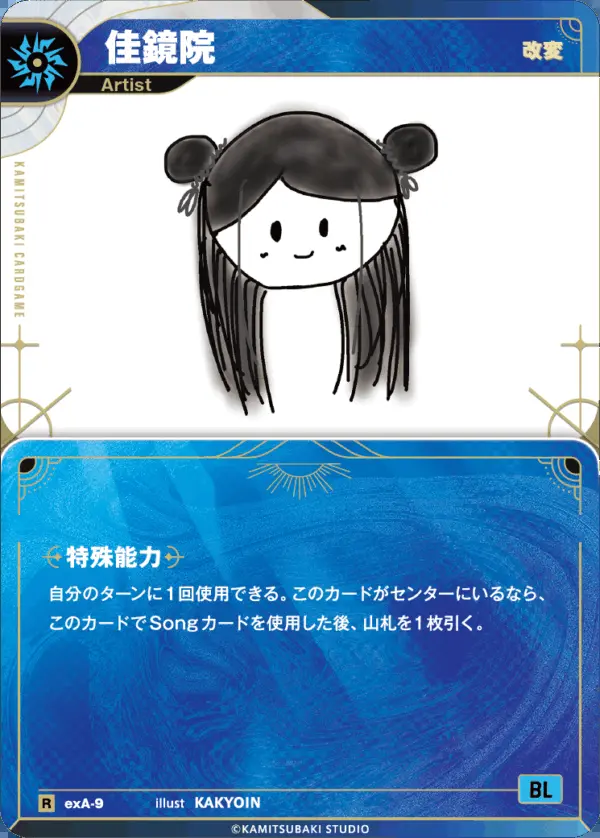 佳鏡院
改変
Artist
KAMITSUBAKI CARDGAME
特殊能力
自分のターンに1回使用できる。このカードがセンターにいるなら、
このカードでSongカードを使用した後、山札を1枚引く。
BL
R exA-9 illust KAKYOIN
©KAMITSUBAKI STUDIO